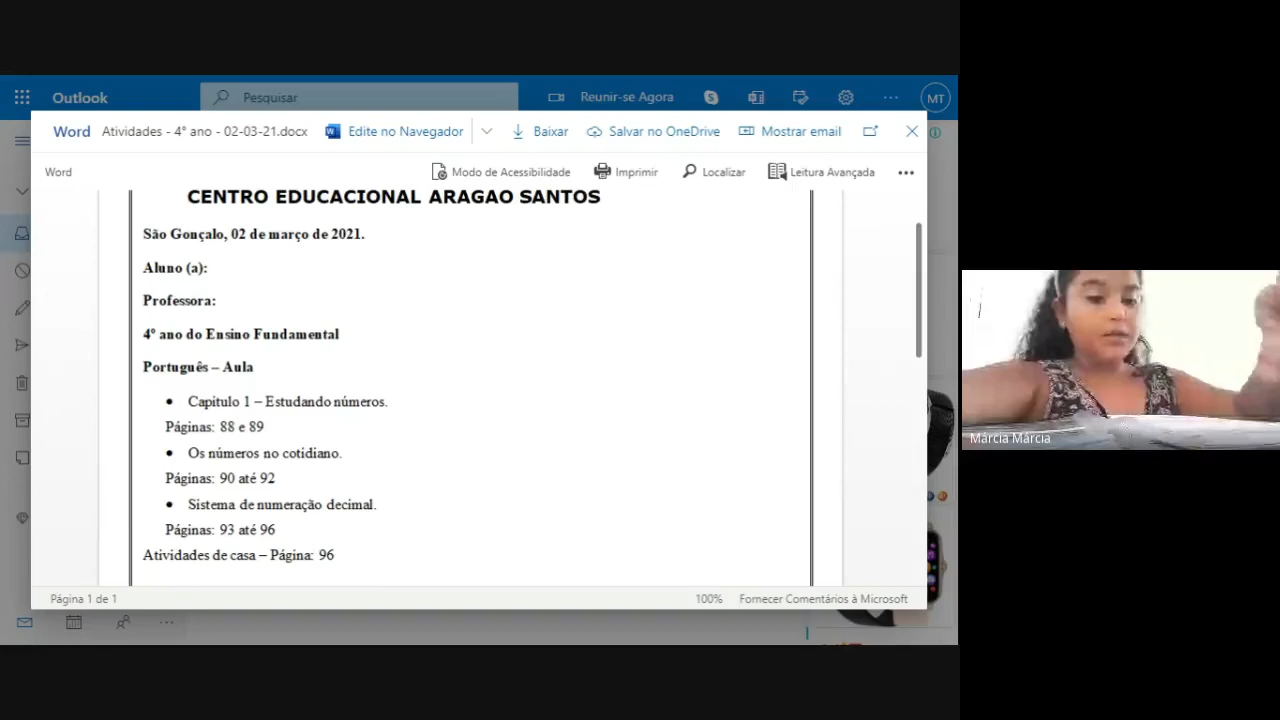 Outlook
Pesquisar
Reunir-se Agora
MT
Word
Atividades - 4° ano - 02-03-21.docx
Edite no Navegador
Baixar
Salvar no OneDrive
Mostrar email
Word
Modo de Acessibilidade
Imprimir
Localizar
Leitura Avançada
CENTRO EDUCACIONAL ARAGAO SANTOS
São Gonçalo, 02 de março de 2021.
Aluno (a):
Professora:
4º ano do Ensino Fundamental
Português – Aula
• Capitulo 1 – Estudando números.
Páginas: 88 e 89
• Os números no cotidiano.
Páginas: 90 até 92
• Sistema de numeração decimal.
Páginas: 93 até 96
Atividades de casa – Página: 96
Página 1 de 1
100%
Fornecer Comentários à Microsoft
Márcia Márcia